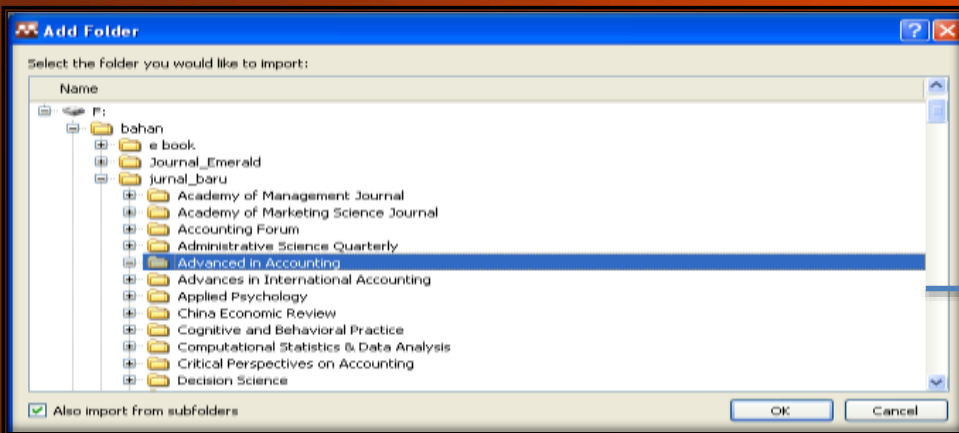 Add Folder
Select the folder you would like to import:
Name
F:
bahan
e book
Journal_Emerald
jurnal_baru
Academy of Management Journal
Academy of Marketing Science Journal
Accounting Forum
Administrative Science Quarterly
Advanced in Accounting
Advances in International Accounting
Applied Psychology
China Economic Review
Cognitive and Behavioral Practice
Computational Statistics & Data Analysis
Critical Perspectives on Accounting
Decision Science
Also import from subfolders
OK Cancel